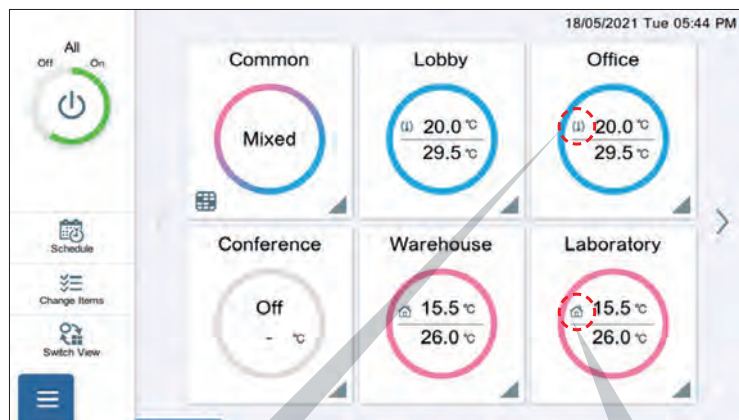 18/05/2021 Tue 05:44 PM
All
Off On
Common
Mixed
Lobby
20.0 °C
29.5 °C
Office
20.0 °C
29.5 °C
Schedule
Change Items
Switch View
Conference
Off
- °C
Warehouse
15.5 °C
26.0 °C
Laboratory
15.5 °C
26.0 °C